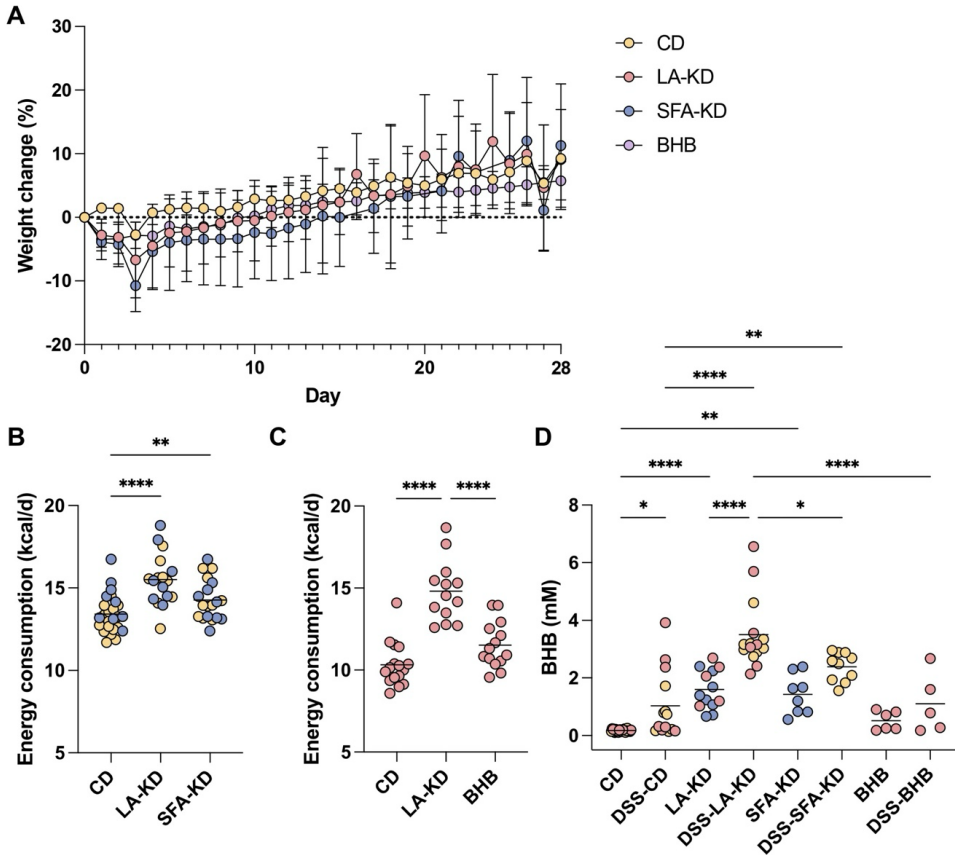 A
30
20
10
0
-10
-20
Weight change (%)
0
10
20
28
Day
CD
LA-KD
SFA-KD
BHB
B
**
****
20
15
10
5
Energy consumption (kcal/d)
CD
LA-KD
SFA-KD
C
****
****
20
15
10
5
Energy consumption (kcal/d)
CD
LA-KD
BHB
D
**
****
**
****
****
*
****
*
8
6
4
2
0
BHB (mM)
CD
DSS-CD
LA-KD
DSS-LA-KD
SFA-KD
DSS-SFA-KD
BHB
DSS-BHB